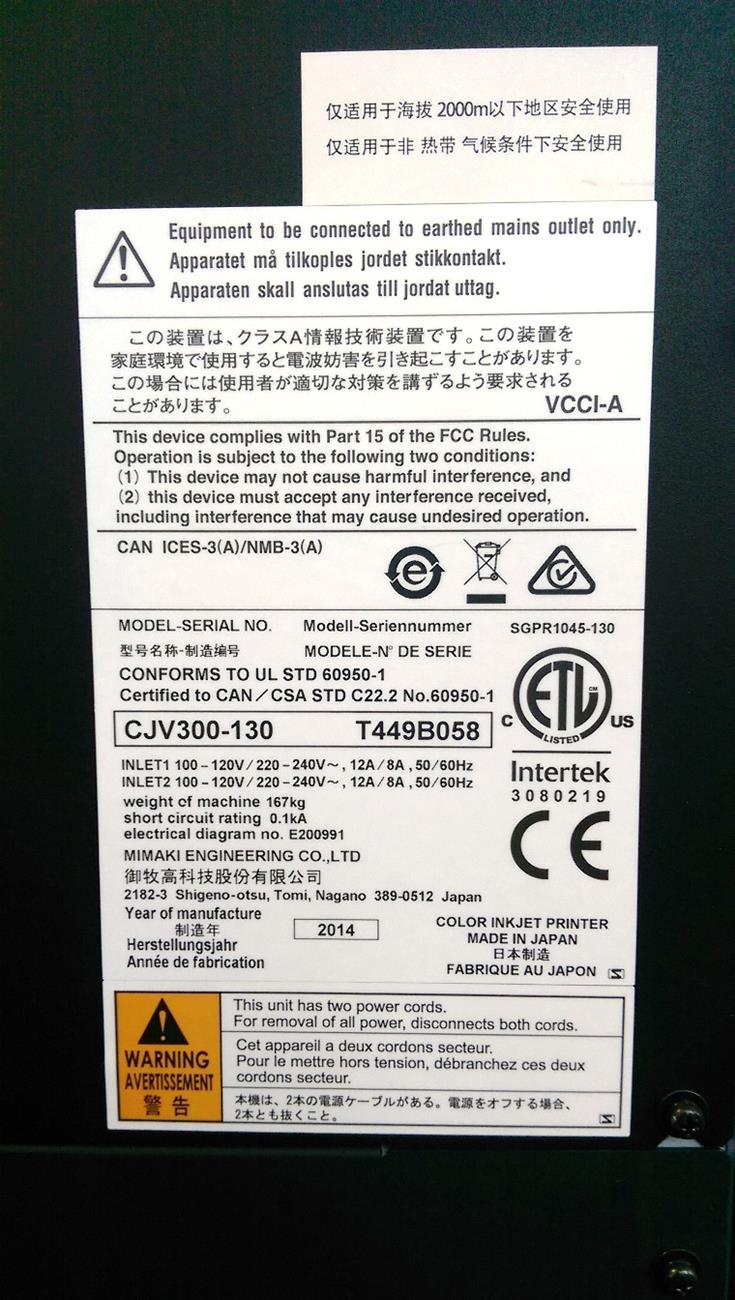 仅适用于海拔 2000m以下地区安全使用
仅适用于非 热带 气候条件下安全使用
Equipment to be connected to earthed mains outlet only.
Apparatet må tilkoples jordet stikkontakt.
Apparaten skall anslutas till jordat uttag.
この装置は、クラスA情報技術装置です。この装置を
家庭環境で使用すると電波妨害を引き起こすことがあります。
この場合には使用者が適切な対策を講ずるよう要求される
ことがあります。
VCCI-A
This device complies with Part 15 of the FCC Rules.
Operation is subject to the following two conditions:
(1) This device may not cause harmful interference, and
(2) this device must accept any interference received,
including interference that may cause undesired operation.
CAN ICES-3(A)/NMB-3(A)
e
MODEL-SERIAL NO. Modell-Seriennummer SGPR1045-130
型号名称-制造编号 MODELE-N° DE SERIE
CONFORMS TO UL STD 60950-1
Certified to CAN/CSA STD C22.2 No.60950-1
CJV300-130 T449B058
C ETL CM US
LISTED
INLET1 100-120V/220-240V~, 12A/8A, 50/60Hz
INLET2 100-120V/220-240V~, 12A/8A, 50/60Hz
Intertek
3080219
weight of machine 167kg
short circuit rating 0.1kA
electrical diagram no. E200991
CE
MIMAKI ENGINEERING CO.,LTD
御牧高科技股份有限公司
2182-3 Shigeno-otsu, Tomi, Nagano 389-0512 Japan
Year of manufacture
制造年
Herstellungsjahr
Année de fabrication
2014
COLOR INKJET PRINTER
MADE IN JAPAN
日本制造
FABRIQUE AU JAPON
WARNING
AVERTISSEMENT
警告
This unit has two power cords.
For removal of all power, disconnects both cords.
Cet appareil a deux cordons secteur.
Pour le mettre hors tension, débranchez ces deux
cordons secteur.
本機は、2本の電源ケーブルがある。電源をオフする場合、
2本とも抜くこと。